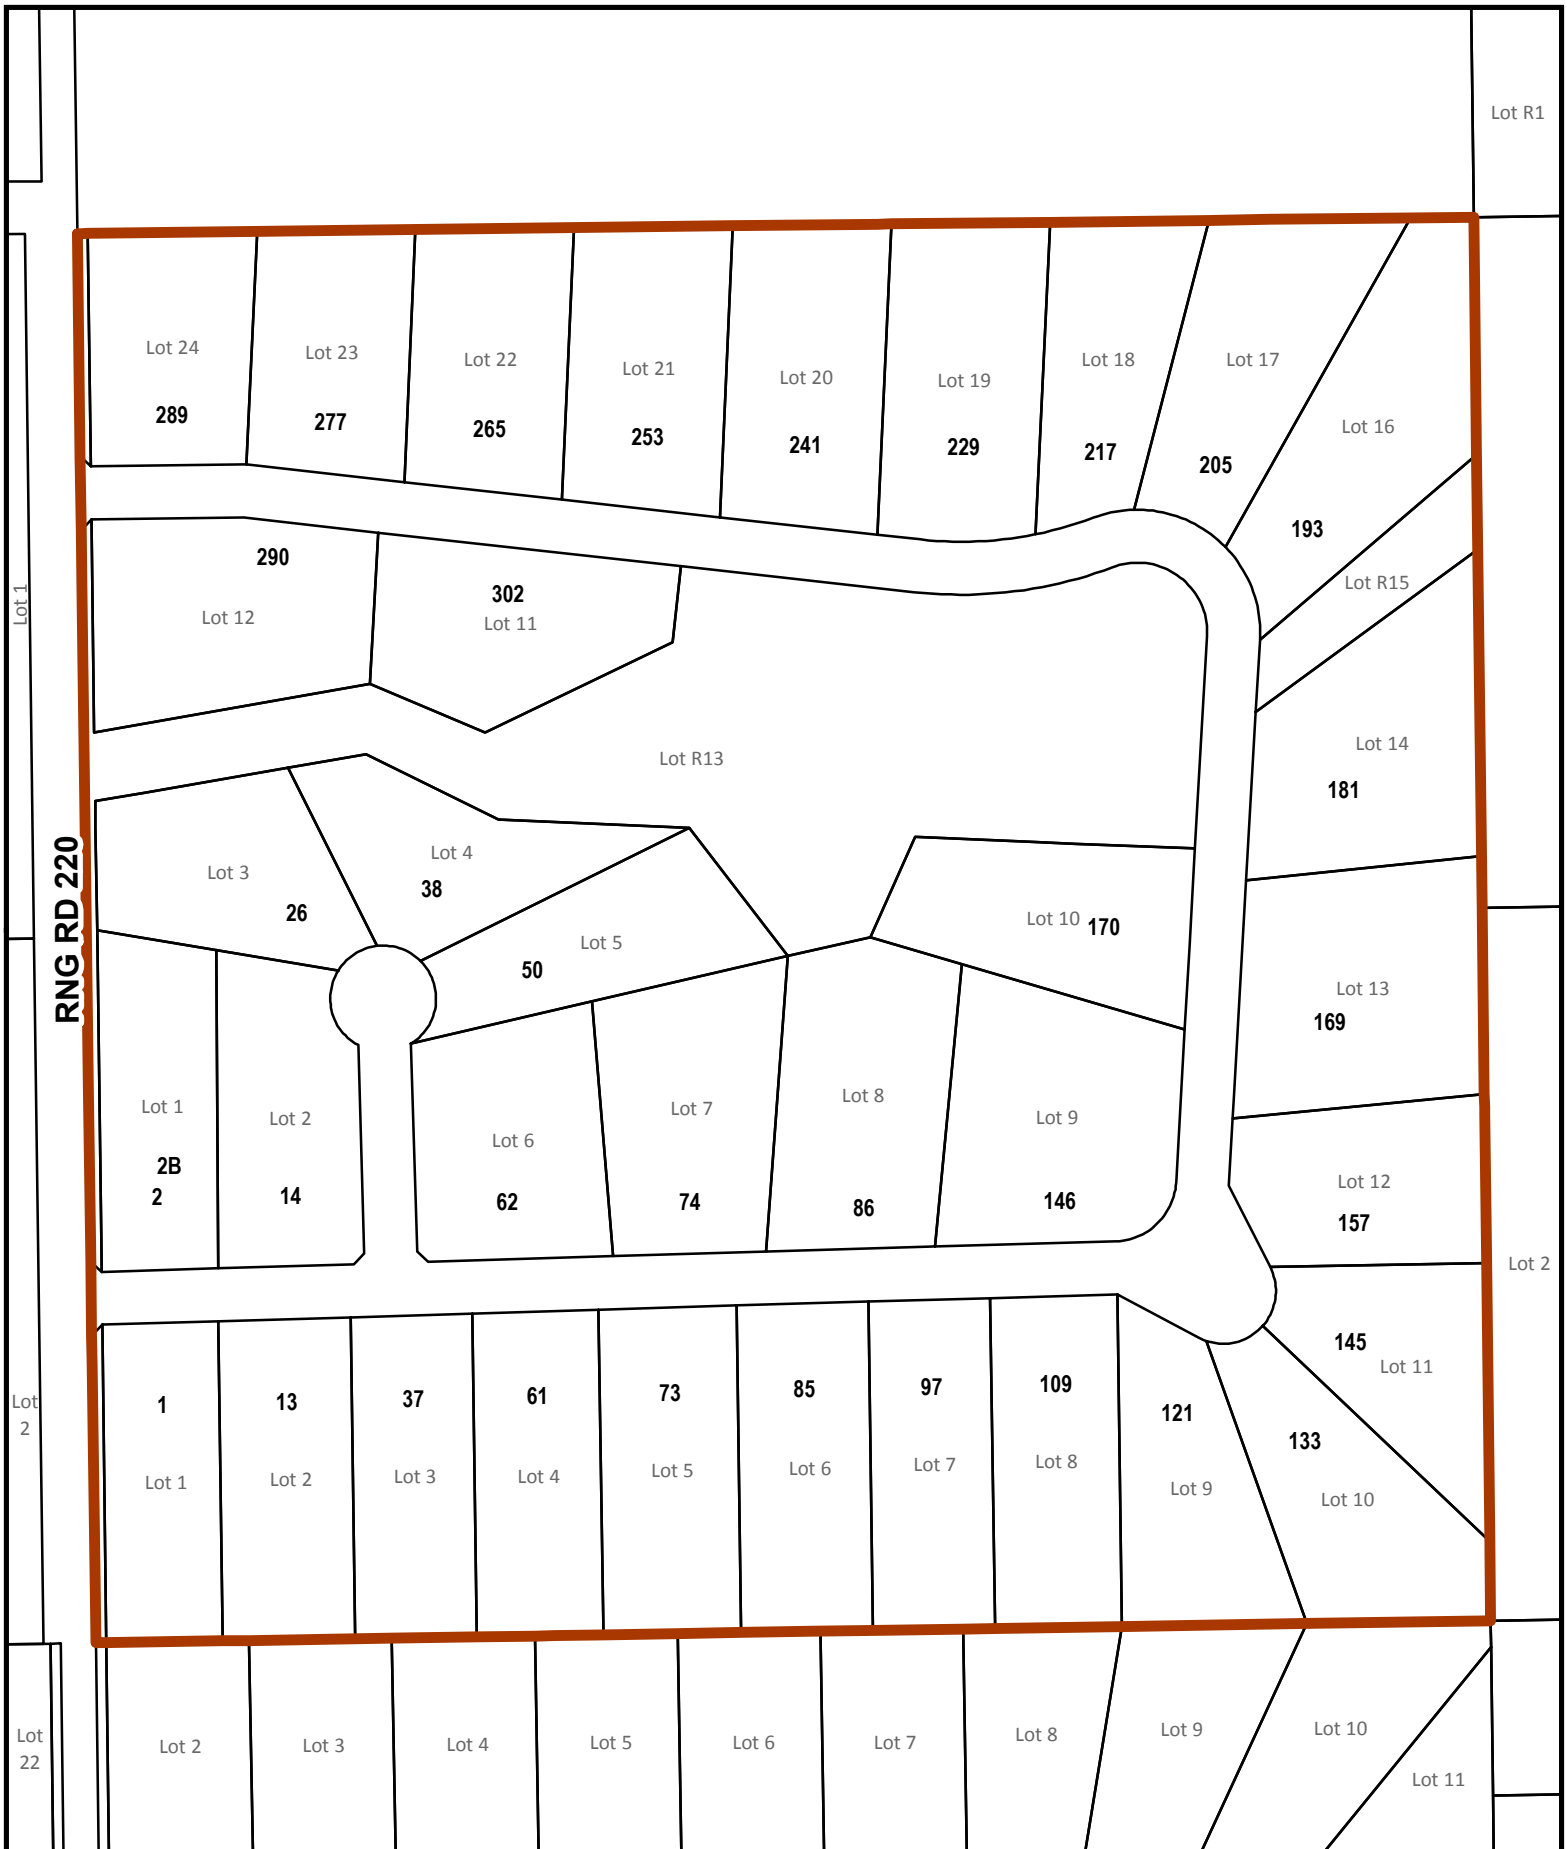 Lot R1
Lot 24
289
Lot 23
277
Lot 22
265
Lot 21
253
Lot 20
241
Lot 19
229
Lot 18
217
Lot 17
205
Lot 16
193
Lot R15
Lot 1
290
Lot 12
302
Lot 11
Lot R13
Lot 14
181
RNG RD 220
Lot 3
26
Lot 4
38
Lot 5
50
Lot 10 170
Lot 13
169
Lot 1
2B
2
Lot 2
14
Lot 6
62
Lot 7
74
Lot 8
86
Lot 9
146
Lot 12
157
Lot 2
145
Lot 11
Lot
2
1
Lot 1
13
Lot 2
37
Lot 3
61
Lot 4
73
Lot 5
85
Lot 6
97
Lot 7
109
Lot 8
121
Lot 9
133
Lot 10
Lot
22
Lot 2
Lot 3
Lot 4
Lot 5
Lot 6
Lot 7
Lot 8
Lot 9
Lot 10
Lot 11